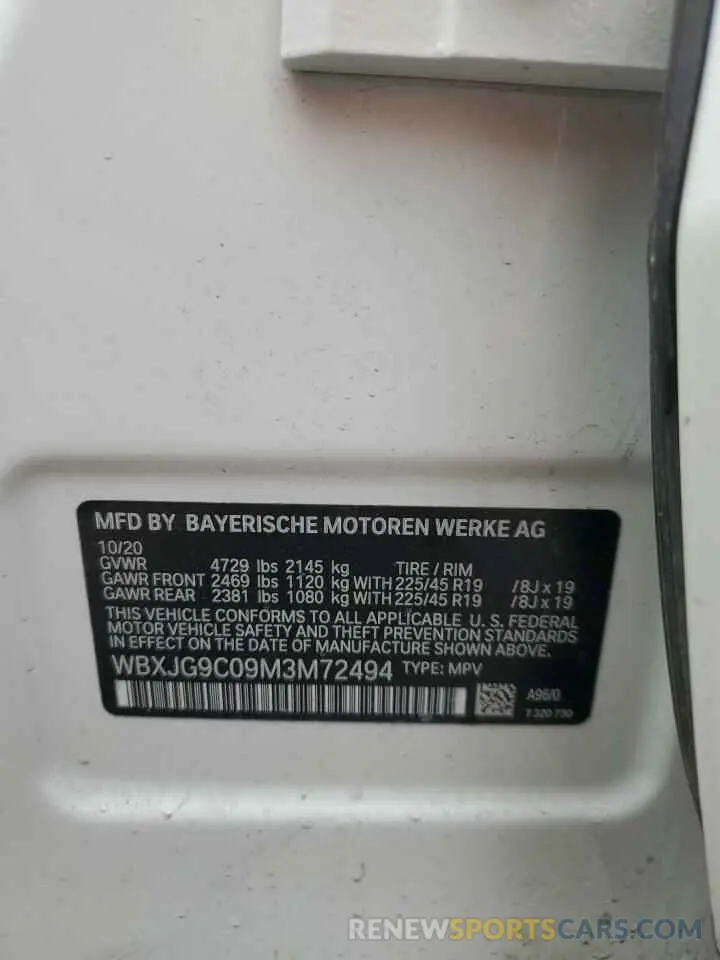 MFD BY BAYERISCHE MOTOREN WERKE AG
10/20
GVWR 4729 lbs 2145 kg TIRE / RIM
GAWR FRONT 2469 lbs 1120 kg WITH 225/45 R19 /8J x 19
GAWR REAR 2381 lbs 1080 kg WITH 225/45 R19 /8J x 19
THIS VEHICLE CONFORMS TO ALL APPLICABLE U. S. FEDERAL
MOTOR VEHICLE SAFETY AND THEFT PREVENTION STANDARDS
IN EFFECT ON THE DATE OF MANUFACTURE SHOWN ABOVE.
WBXJG9C09M3M72494 TYPE: MPV
A96/0
7 320 730
RENEWSPORTSCARS.COM